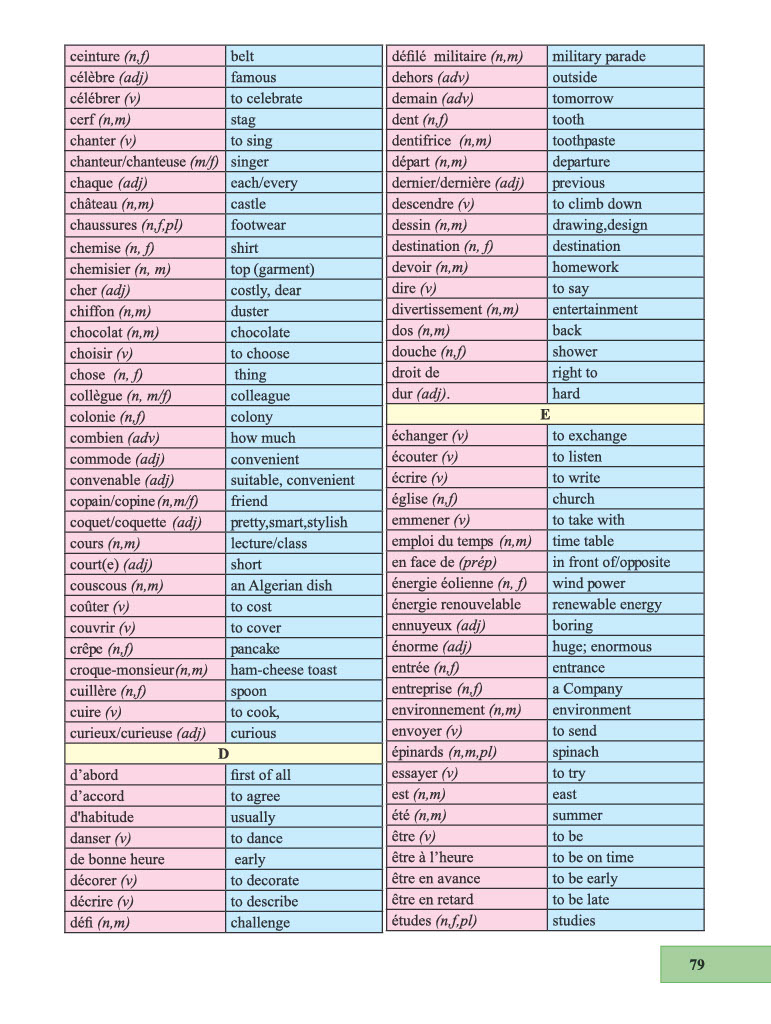 ceinture (n,f) belt
célèbre (adj) famous
célébrer (v) to celebrate
cerf (n,m) stag
chanter (v) to sing
chanteur/chanteuse (m/f) singer
chaque (adj) each/every
château (n,m) castle
chaussures (n,f,pl) footwear
chemise (n, f) shirt
chemisier (n, m) top (garment)
cher (adj) costly, dear
chiffon (n,m) duster
chocolat (n,m) chocolate
choisir (v) to choose
chose (n, f) thing
collègue (n, m/f) colleague
colonie (n,f) colony
combien (adv) how much
commode (adj) convenient
convenable (adj) suitable, convenient
copain/copine (n,m/f) friend
coquet/coquette (adj) pretty,smart,stylish
cours (n,m) lecture/class
court(e) (adj) short
couscous (n,m) an Algerian dish
coûter (v) to cost
couvrir (v) to cover
crêpe (n,f) pancake
croque-monsieur(n,m) ham-cheese toast
cuillère (n,f) spoon
cuire (v) to cook,
curieux/curieuse (adj) curious
D
d’abord first of all
d’accord to agree
d'habitude usually
danser (v) to dance
de bonne heure early
décorer (v) to decorate
décrire (v) to describe
défi (n,m) challenge
défilé militaire (n,m) military parade
dehors (adv) outside
demain (adv) tomorrow
dent (n,f) tooth
dentifrice (n,m) toothpaste
départ (n,m) departure
dernier/dernière (adj) previous
descendre (v) to climb down
dessin (n,m) drawing,design
destination (n, f) destination
devoir (n,m) homework
dire (v) to say
divertissement (n,m) entertainment
dos (n,m) back
douche (n,f) shower
droit de right to
dur (adj). hard
E
échanger (v) to exchange
écouter (v) to listen
écrire (v) to write
église (n,f) church
emmener (v) to take with
emploi du temps (n,m) time table
en face de (prép) in front of/opposite
énergie éolienne (n, f) wind power
énergie renouvelable renewable energy
ennuyeux (adj) boring
énorme (adj) huge; enormous
entrée (n,f) entrance
entreprise (n,f) a Company
environnement (n,m) environment
envoyer (v) to send
épinards (n,m,pl) spinach
essayer (v) to try
est (n,m) east
été (n,m) summer
être (v) to be
être à l’heure to be on time
être en avance to be early
être en retard to be late
études (n,f,pl) studies
79